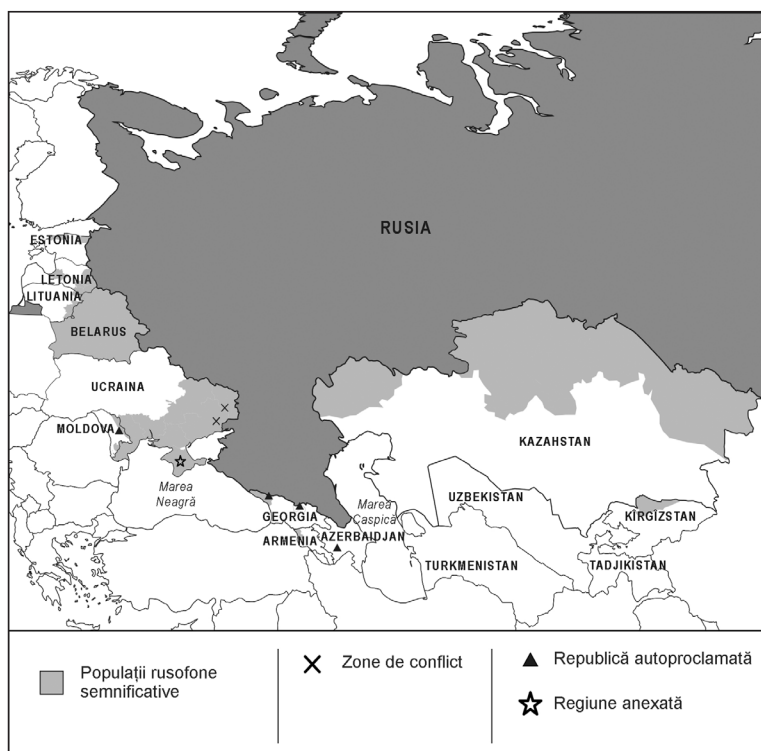 RUSIA
ESTONIA
LETONIA
LITUANIA
BELARUS
UCRAINA
MOLDOVA
KAZAHSTAN
Marea
Neagră
Marea
Caspică
UZBEKISTAN
GEORGIA
KÎRGÎZSTAN
ARMENIA
AZERBAIDJAN
TURKMENISTAN
TADJIKISTAN
Populații rusofone
semnificative
Zone de conflict
Republică autoproclamată
Regiune anexată